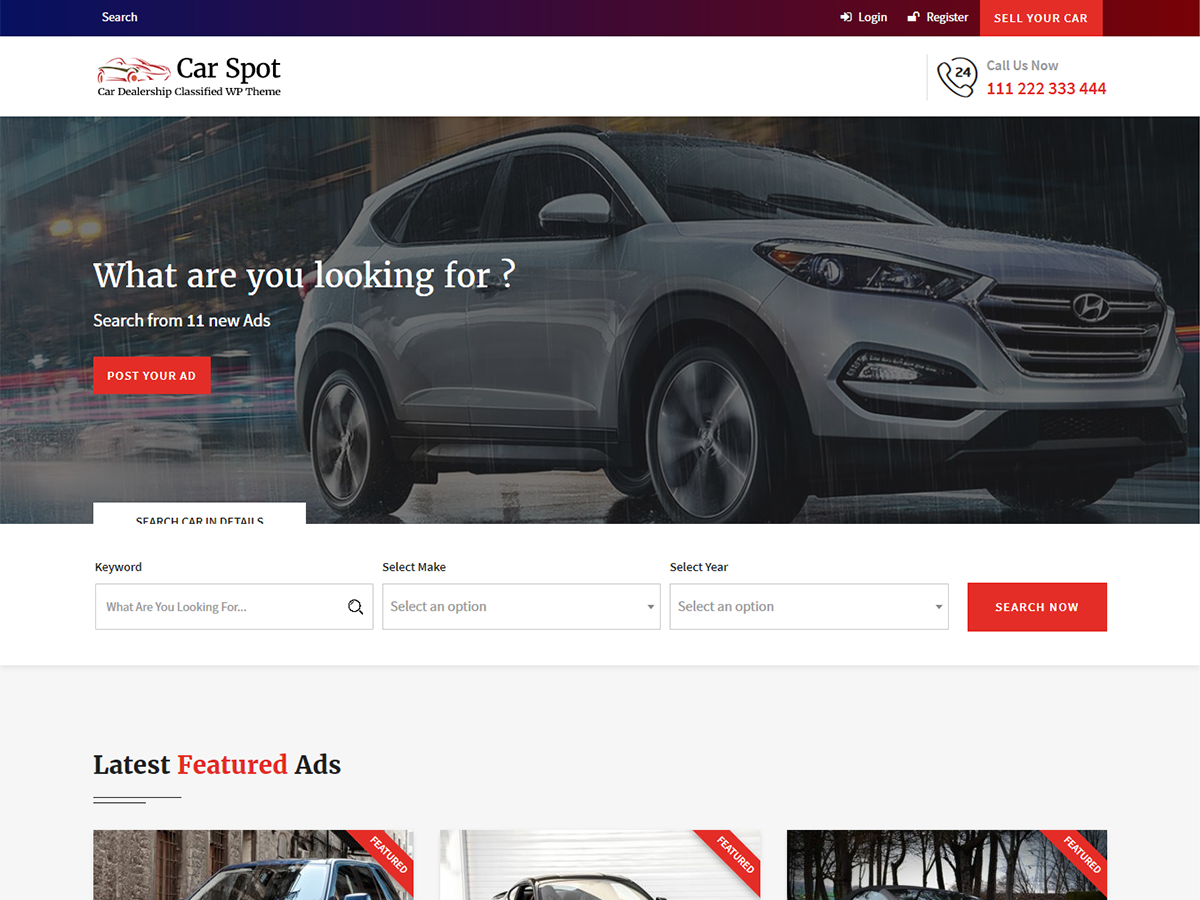 Search
Login
Register
SELL YOUR CAR
Car Spot
Car Dealership Classified WP Theme
24
Call Us Now
111 222 333 444
What are you looking for ?
Search from 11 new Ads
POST YOUR AD
SEARCH CAR IN DETAILS
Keyword
Select Make
Select Year
What Are You Looking For...
Select an option
Select an option
SEARCH NOW
Latest Featured Ads
FEATURED
FEATURED
FEATURED